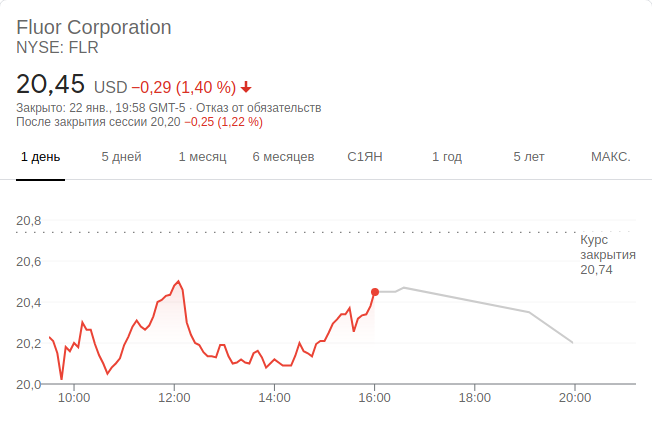 Fluor Corporation
NYSE: FLR
20,45 USD −0,29 (1,40 %)
Закрыто: 22 янв., 19:58 GMT-5 · Отказ от обязательств
После закрытия сессии 20,20 −0,25 (1,22 %)
1 день 5 дней 1 месяц 6 месяцев С1ЯН 1 год 5 лет МАКС.
20,8
Курс
закрытия
20,74
20,6
20,4
20,2
20,0
10:00 12:00 14:00 16:00 18:00 20:00